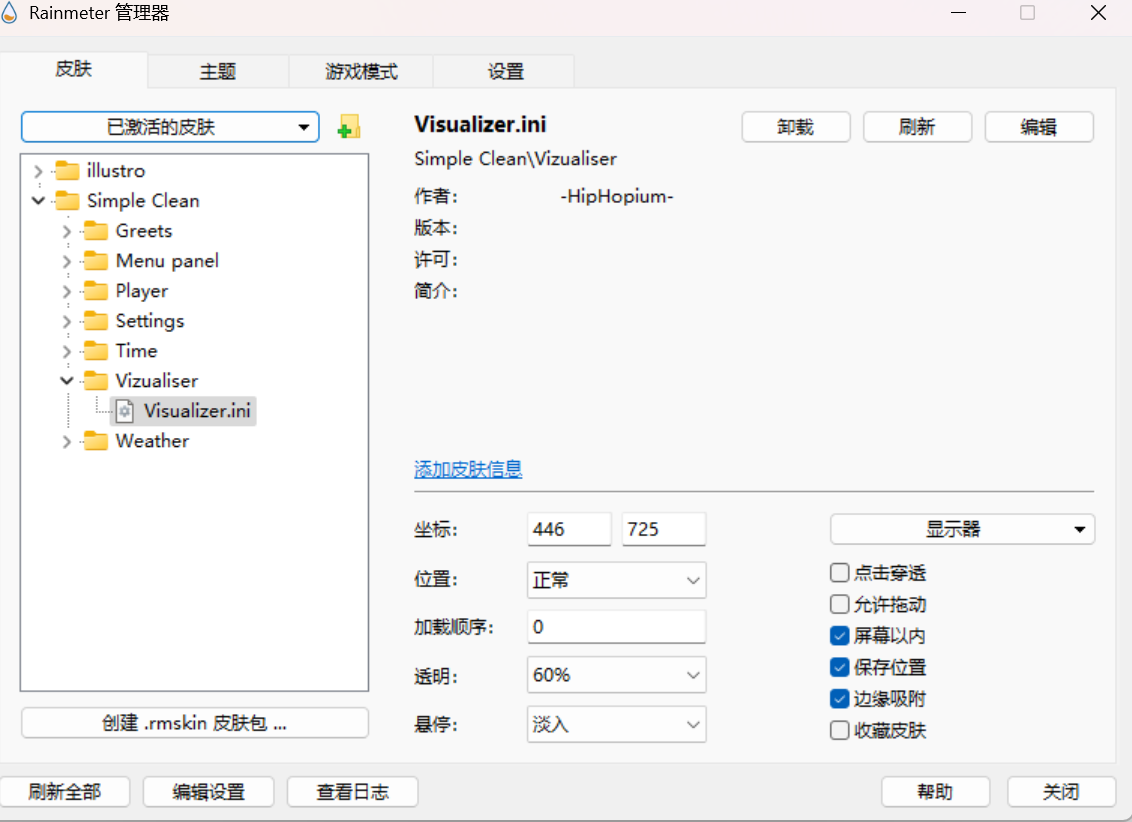 Rainmeter 管理器
皮肤 主题 游戏模式 设置
已激活的皮肤
illustro
Simple Clean
Greets
Menu panel
Player
Settings
Time
Vizualiser
Visualizer.ini
Weather
创建 .rmskin 皮肤包 ...
Visualizer.ini
卸载 刷新 编辑
Simple Clean\Vizualiser
作者: -HipHopium-
版本:
许可:
简介:
添加皮肤信息
坐标: 446 725
位置: 正常
加载顺序: 0
透明: 60%
悬停: 淡入
显示器
点击穿透
允许拖动
屏幕以内
保存位置
边缘吸附
收藏皮肤
刷新全部 编辑设置 查看日志 帮助 关闭